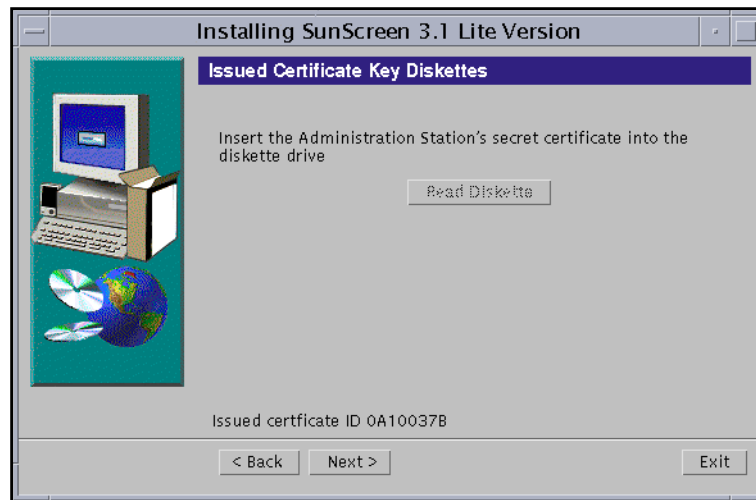 Installing SunScreen 3.1 Lite Version
Issued Certificate Key Diskettes
Insert the Administration Station's secret certificate into the
diskette drive
Read Diskette
Issued certficate ID 0A10037B
< Back
Next >
Exit